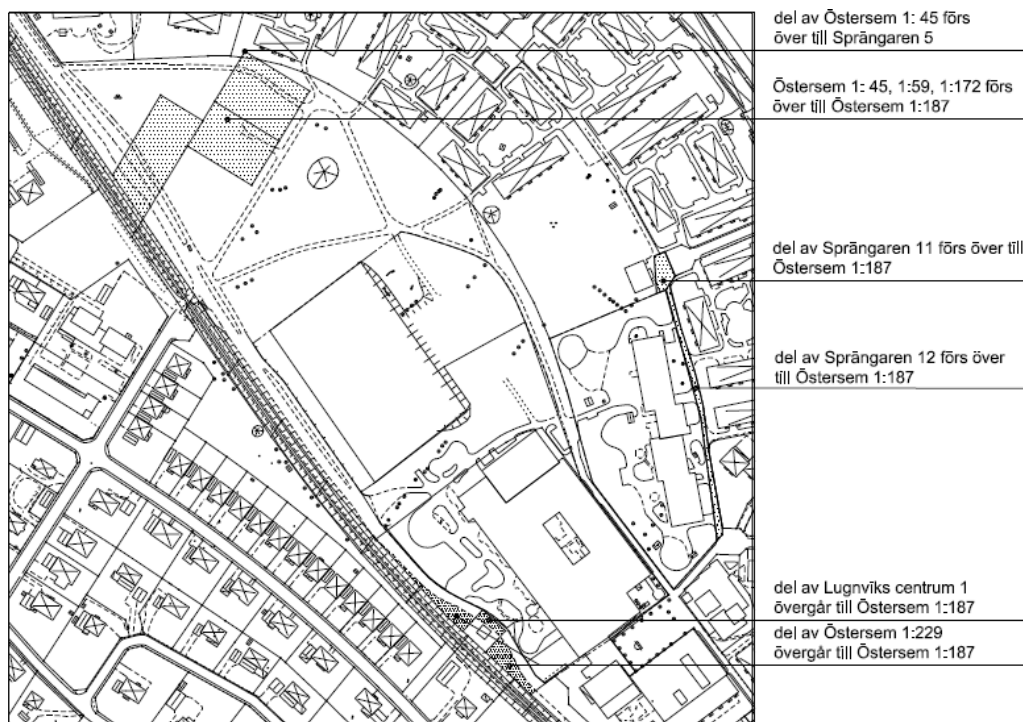 del av Östersem 1: 45 förs
över till Sprängaren 5
Östersem 1: 45, 1:59, 1:172 förs
över till Östersem 1:187
del av Sprängaren 11 förs över till
Östersem 1:187
del av Sprängaren 12 förs över
till Östersem 1:187
del av Lugnviks centrum 1
övergår till Östersem 1:187
del av Östersem 1:229
övergår till Östersem 1:187